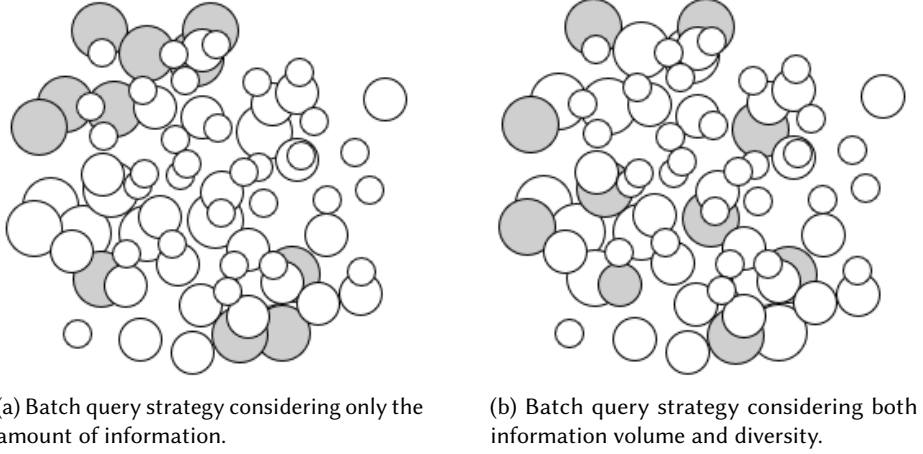 (a) Batch query strategy considering only the
amount of information.
(b) Batch query strategy considering both
information volume and diversity.